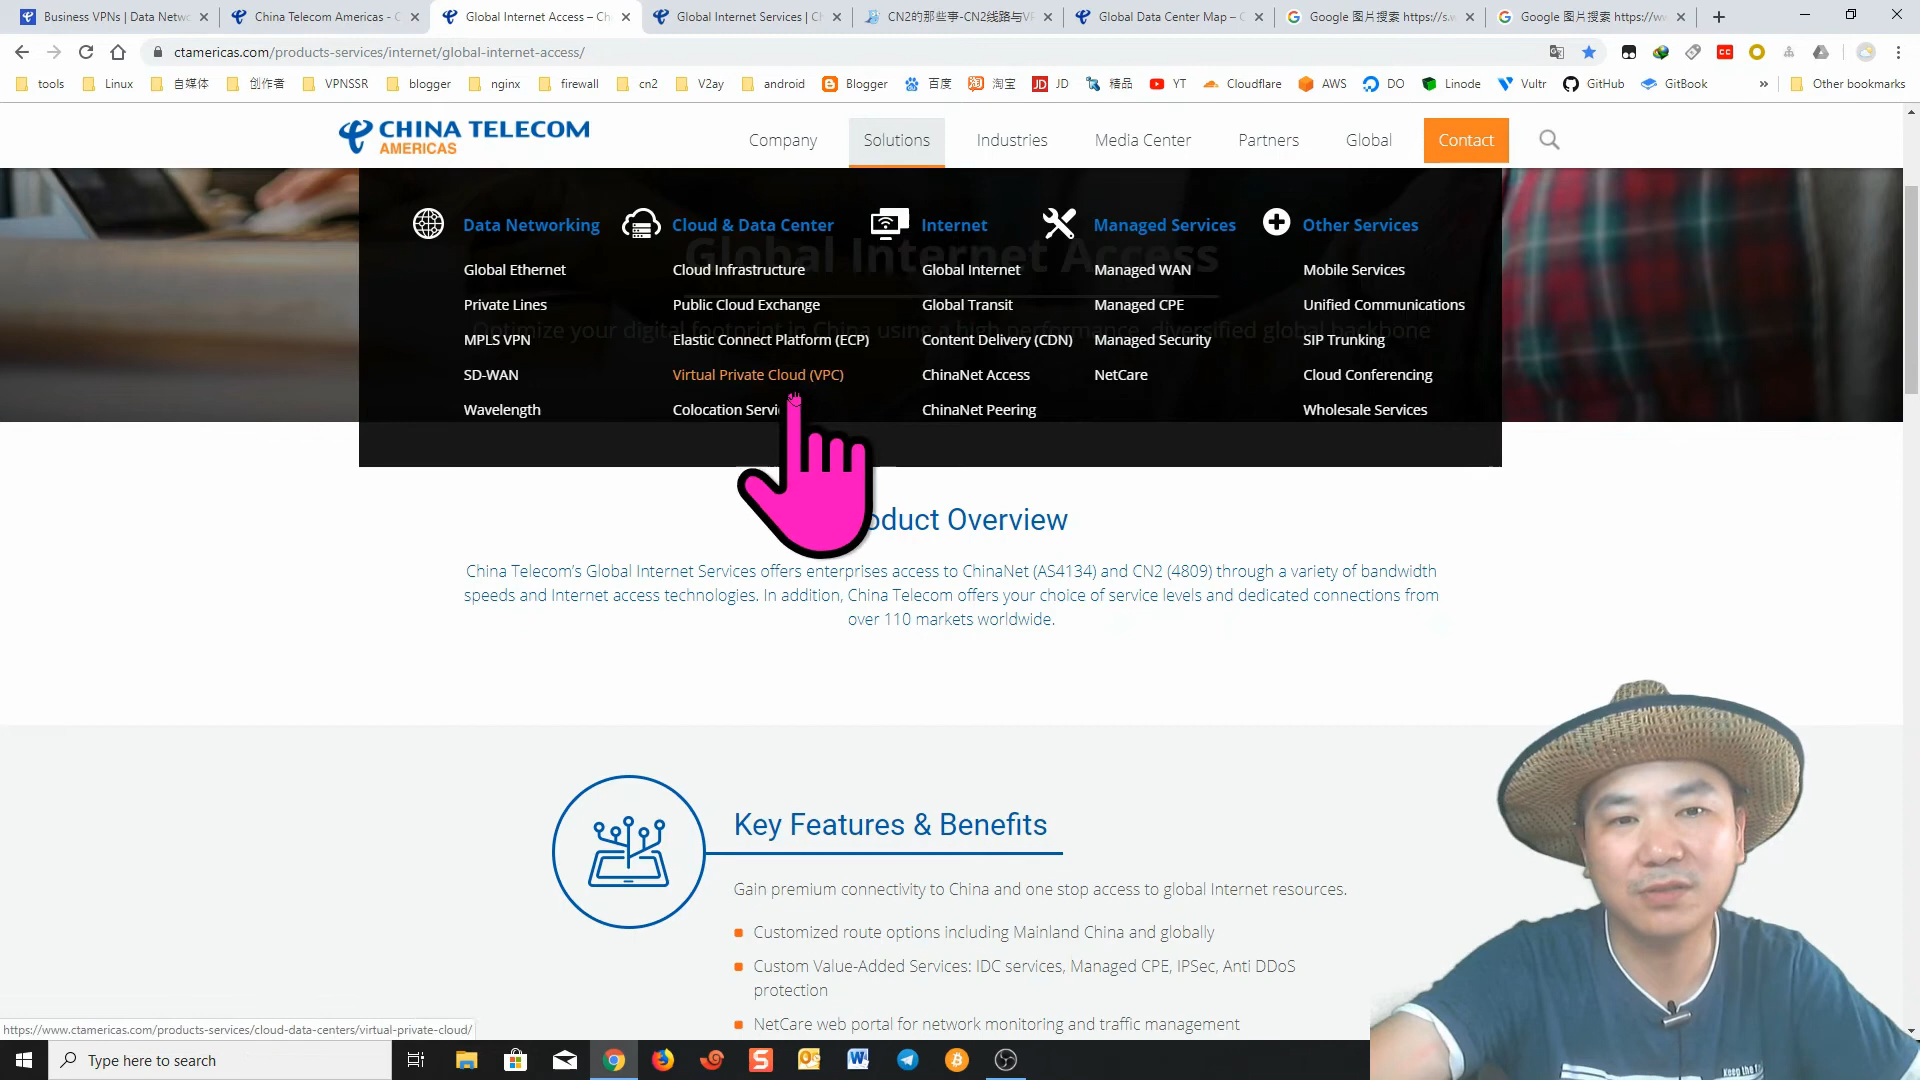 Business VPNs | Data Netwo
China Telecom Americas - C
Global Internet Access – Ch
Global Internet Services | Ch
CN2的那些事-CN2线路与VP
Global Data Center Map – C
Google 图片搜索 https://s.w
Google 图片搜索 https://ww
ctamericas.com/products-services/internet/global-internet-access/
tools
Linux
自媒体
创作者
VPNSSR
blogger
nginx
firewall
cn2
V2ay
android
Blogger
百度
淘宝
JD
精品
YT
Cloudflare
AWS
DO
Linode
Vultr
GitHub
GitBook
Other bookmarks
CHINA TELECOM
AMERICAS
Company
Solutions
Industries
Media Center
Partners
Global
Contact
Data Networking
Cloud & Data Center
Internet
Managed Services
Other Services
Global Internet Access
Global Ethernet
Cloud Infrastructure
Global Internet
Managed WAN
Mobile Services
Private Lines
Public Cloud Exchange
Global Transit
Managed CPE
Unified Communications
Optimize your digital footprint in China using a high performance, diversified global backbone
MPLS VPN
Elastic Connect Platform (ECP)
Content Delivery (CDN)
Managed Security
SIP Trunking
SD-WAN
Virtual Private Cloud (VPC)
ChinaNet Access
NetCare
Cloud Conferencing
Wavelength
Colocation Servi
ChinaNet Peering
Wholesale Services
oduct Overview
China Telecom’s Global Internet Services offers enterprises access to ChinaNet (AS4134) and CN2 (4809) through a variety of bandwidth
speeds and Internet access technologies. In addition, China Telecom offers your choice of service levels and dedicated connections from
over 110 markets worldwide.
Key Features & Benefits
Gain premium connectivity to China and one stop access to global Internet resources.
Customized route options including Mainland China and globally
Custom Value-Added Services: IDC services, Managed CPE, IPSec, Anti DDoS
protection
NetCare web portal for network monitoring and traffic management
https://www.ctamericas.com/products-services/cloud-data-centers/virtual-private-cloud/
Type here to search